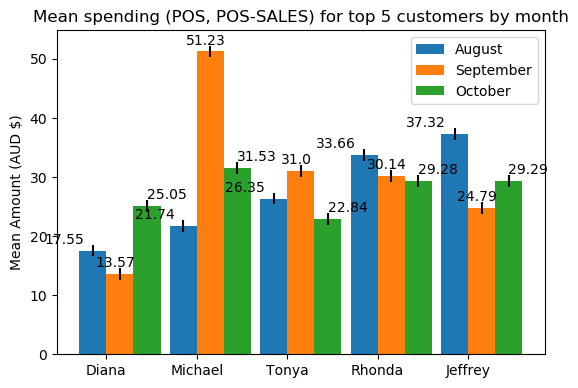 Mean spending (POS, POS-SALES) for top 5 customers by month
Mean Amount (AUD $)
50
40
30
20
10
0
August
September
October
17.55
13.57
25.05
21.74
51.23
31.53
26.35
31.0
22.84
33.66
30.14
29.28
37.32
24.79
29.29
Diana
Michael
Tonya
Rhonda
Jeffrey